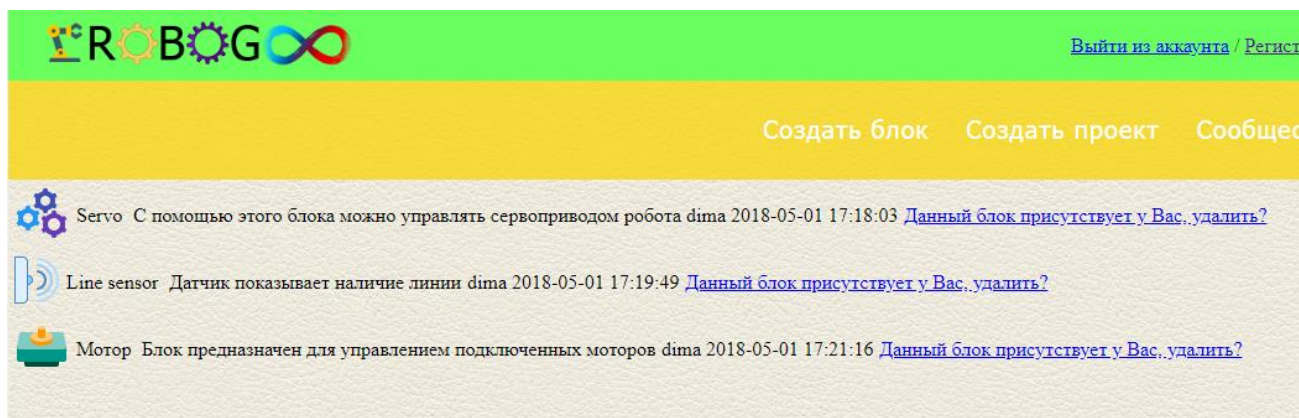 ROBOGO
Выйти из аккаунта / Регист
Создать блок Создать проект Сообщес
Servo С помощью этого блока можно управлять сервоприводом робота dima 2018-05-01 17:18:03 Данный блок присутствует у Вас, удалить?
Line sensor Датчик показывает наличие линии dima 2018-05-01 17:19:49 Данный блок присутствует у Вас, удалить?
Мотор Блок предназначен для управлением подключенных моторов dima 2018-05-01 17:21:16 Данный блок присутствует у Вас, удалить?